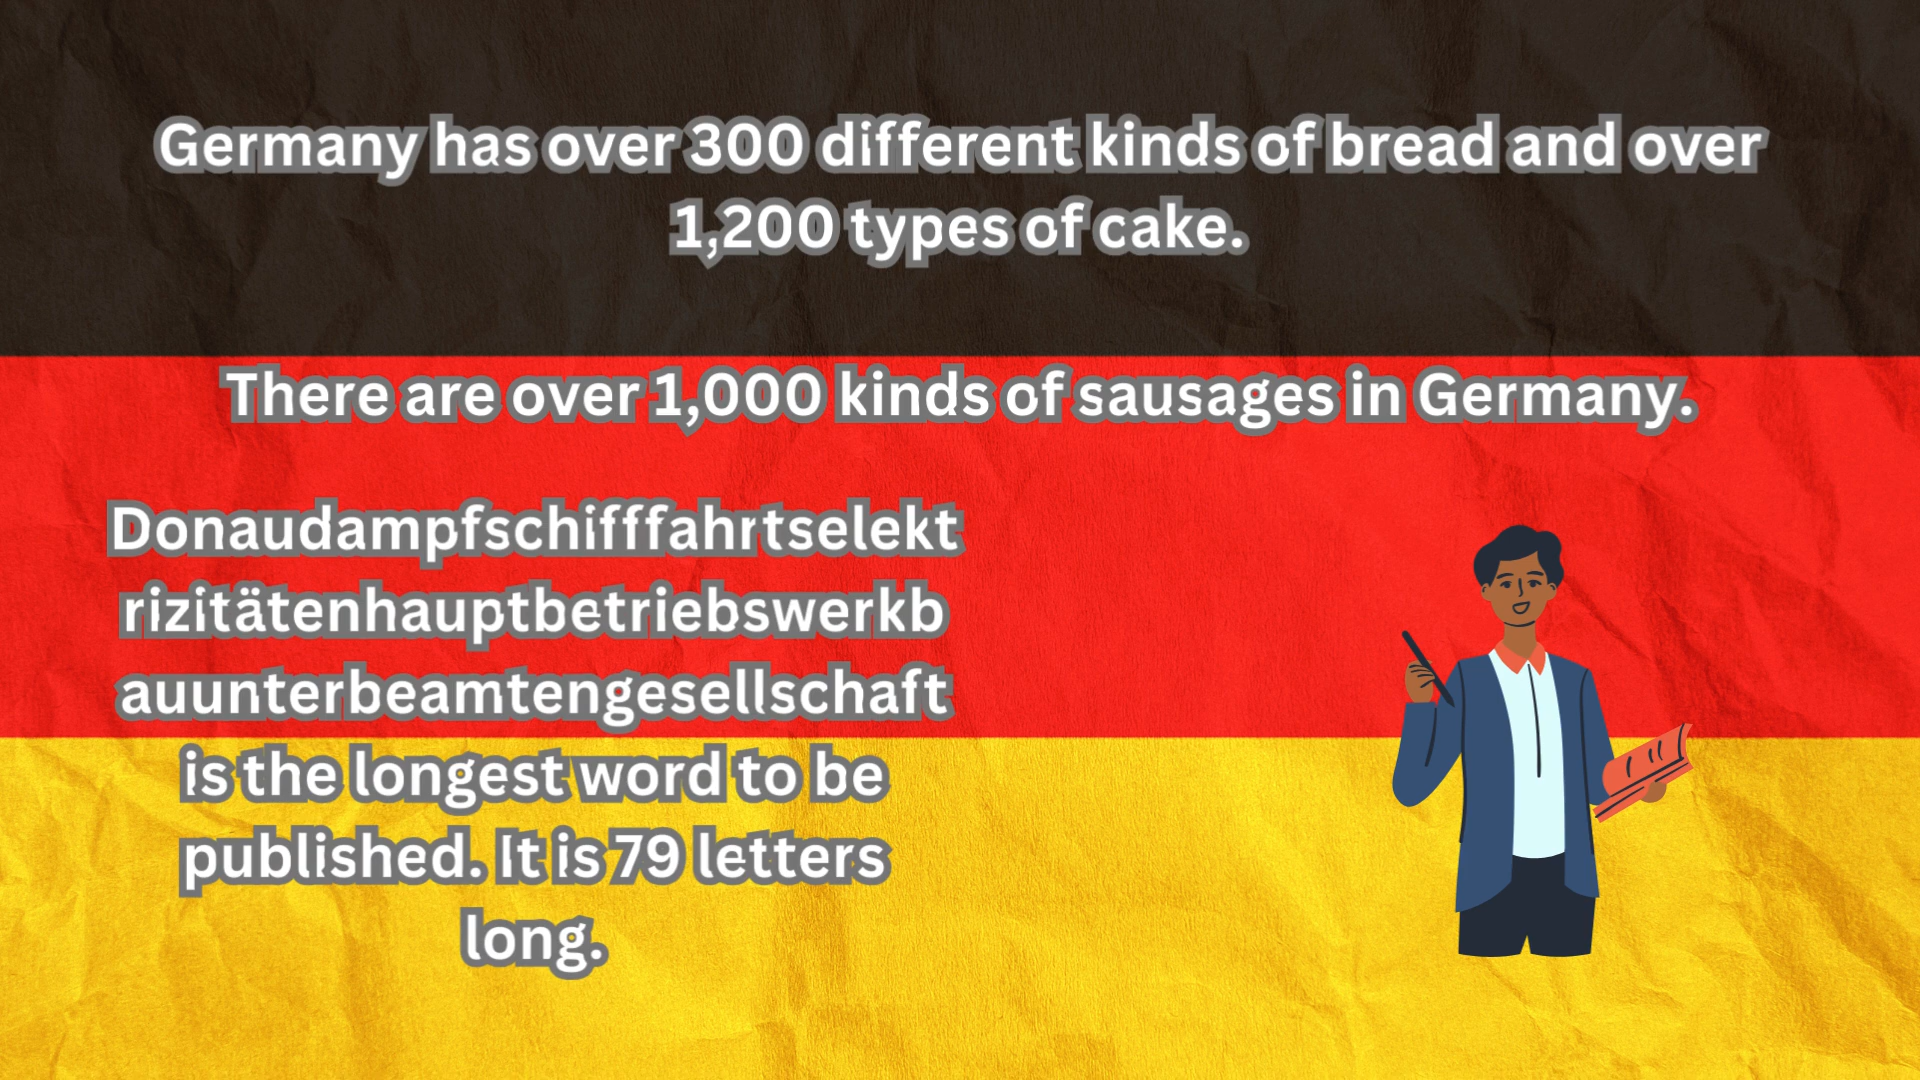 Germany has over 300 different kinds of bread and over
1,200 types of cake.
There are over 1,000 kinds of sausages in Germany.
Donaudampfschifffahrtselekt
rizitätenhauptbetriebswerkb
auunterbeamtengesellschaft
is the longest word to be
published. It is 79 letters
long.